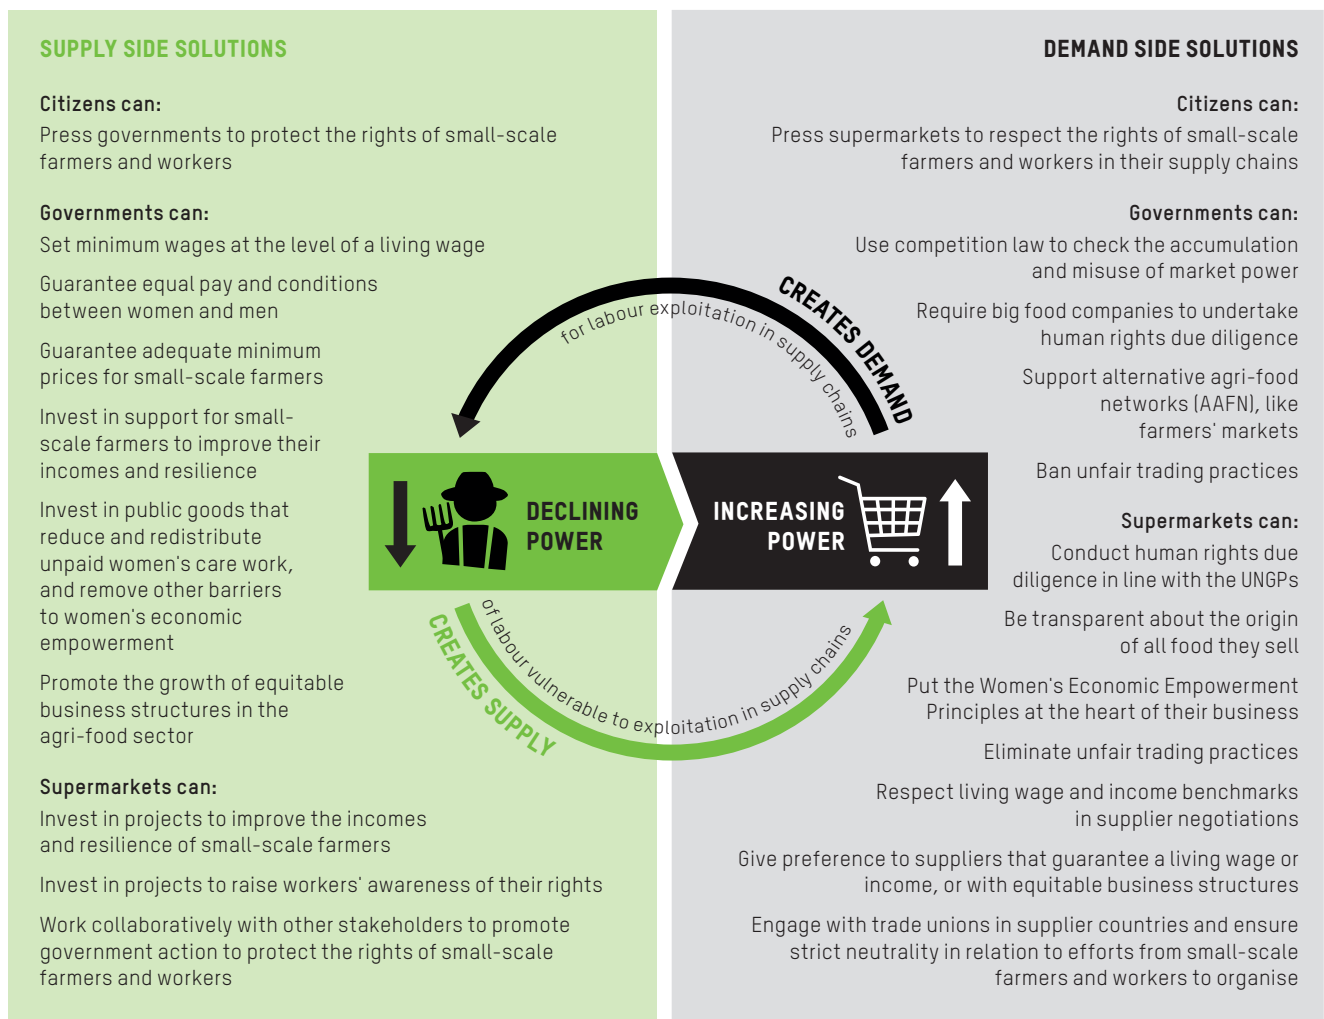 SUPPLY SIDE SOLUTIONS
Citizens can:
Press governments to protect the rights of small-scale
farmers and workers
Governments can:
Set minimum wages at the level of a living wage
Guarantee equal pay and conditions
between women and men
Guarantee adequate minimum
prices for small-scale farmers
Invest in support for small-
scale farmers to improve their
incomes and resilience
Invest in public goods that
reduce and redistribute
unpaid women's care work,
and remove other barriers
to women's economic
empowerment
Promote the growth of equitable
business structures in the
agri-food sector
Supermarkets can:
Invest in projects to improve the incomes
and resilience of small-scale farmers
Invest in projects to raise workers' awareness of their rights
Work collaboratively with other stakeholders to promote
government action to protect the rights of small-scale
farmers and workers
CREATES DEMAND
for labour exploitation in supply chains
DECLINING
POWER
INCREASING
POWER
CREATES SUPPLY
of labour vulnerable to exploitation in supply chains
DEMAND SIDE SOLUTIONS
Citizens can:
Press supermarkets to respect the rights of small-scale
farmers and workers in their supply chains
Governments can:
Use competition law to check the accumulation
and misuse of market power
Require big food companies to undertake
human rights due diligence
Support alternative agri-food
networks (AAFN), like
farmers' markets
Ban unfair trading practices
Supermarkets can:
Conduct human rights due
diligence in line with the UNGPs
Be transparent about the origin
of all food they sell
Put the Women's Economic Empowerment
Principles at the heart of their business
Eliminate unfair trading practices
Respect living wage and income benchmarks
in supplier negotiations
Give preference to suppliers that guarantee a living wage or
income, or with equitable business structures
Engage with trade unions in supplier countries and ensure
strict neutrality in relation to efforts from small-scale
farmers and workers to organise